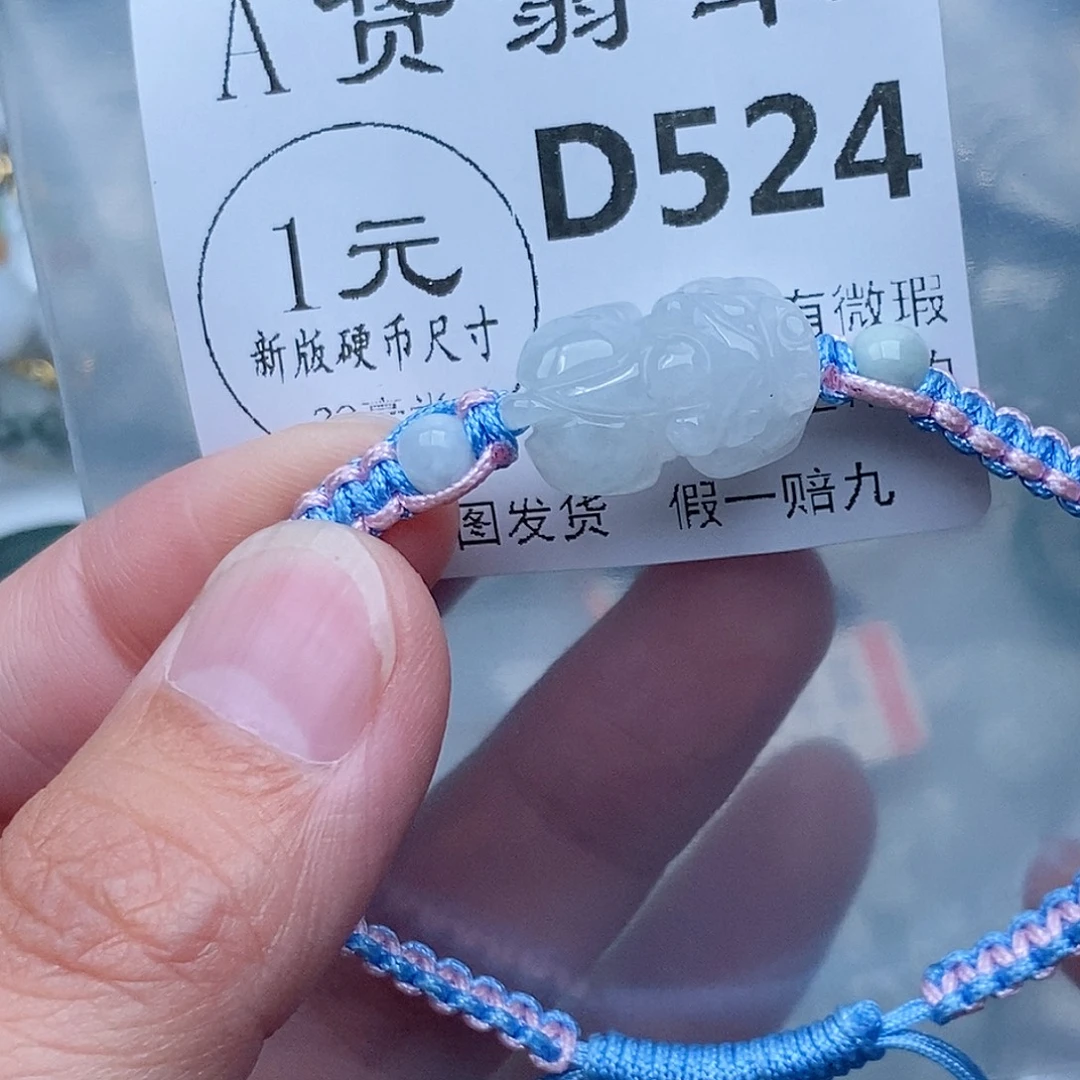 A货翡翠
D524
1元
新版硬币尺寸
有微瑕
图发货 假一赔九